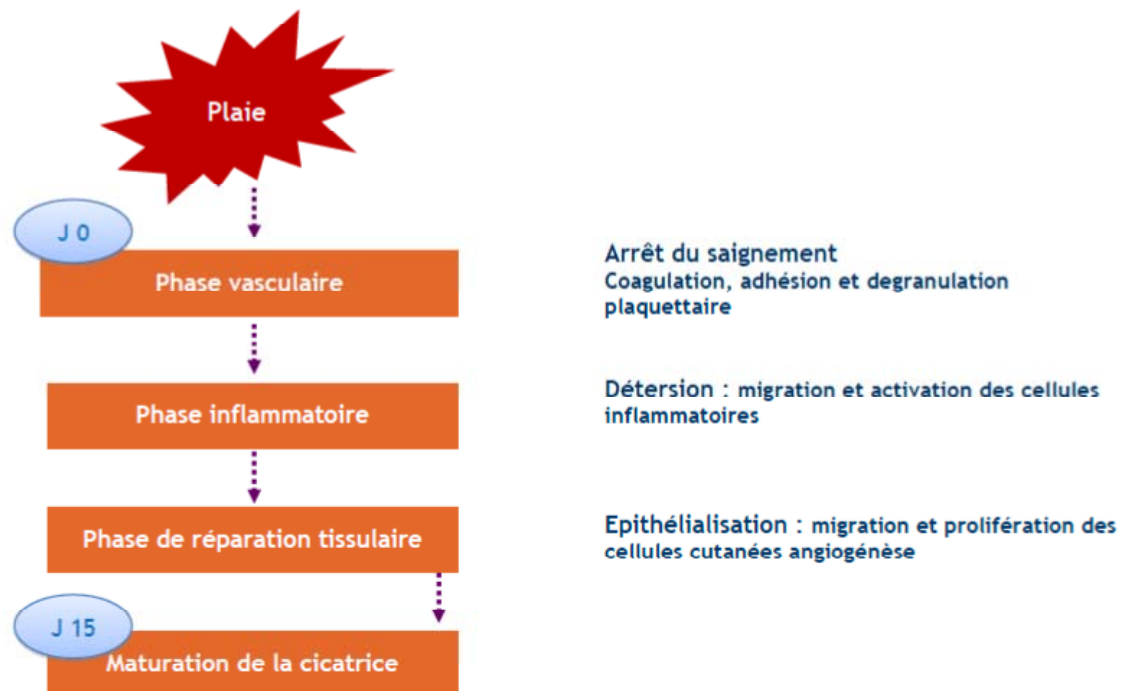 Plaie
J 0
Phase vasculaire
Arrêt du saignement
Coagulation, adhésion et degranulation
plaquettaire
Phase inflammatoire
Détersion : migration et activation des cellules
inflammatoires
Phase de réparation tissulaire
Epithélialisation : migration et prolifération des
cellules cutanées angiogénèse
J 15
Maturation de la cicatrice